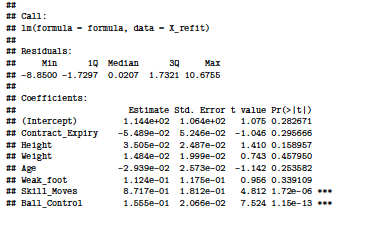 ##
## Call:
## lm(formula = formula, data = X_refit)
##
## Residuals:
##     Min      1Q  Median      3Q     Max
## -8.8500 -1.7297  0.0207  1.7321 10.6755
##
## Coefficients:
##                   Estimate Std. Error t value Pr(>|t|)
## (Intercept)      1.144e+02  1.064e+02   1.075 0.282671
## Contract_Expiry -5.489e-02  5.246e-02  -1.046 0.295666
## Height           3.505e-02  2.487e-02   1.410 0.158957
## Weight           1.484e-02  1.999e-02   0.743 0.457950
## Age             -2.939e-02  2.573e-02  -1.142 0.253582
## Weak_foot        1.124e-01  1.175e-01   0.956 0.339109
## Skill_Moves      8.717e-01  1.812e-01   4.812 1.72e-06 ***
## Ball_Control     1.555e-01  2.066e-02   7.524 1.15e-13 ***